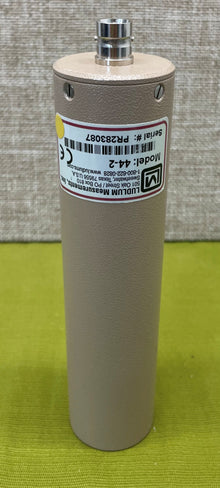 LUDLUM Measurements, Inc.
501 Oak Street / PO Box 810
Sweetwater, Texas 79556 U.S.A.
1-800-622-0828 www.ludlums.com
Model: 44-2
Serial #: PR283087
CE